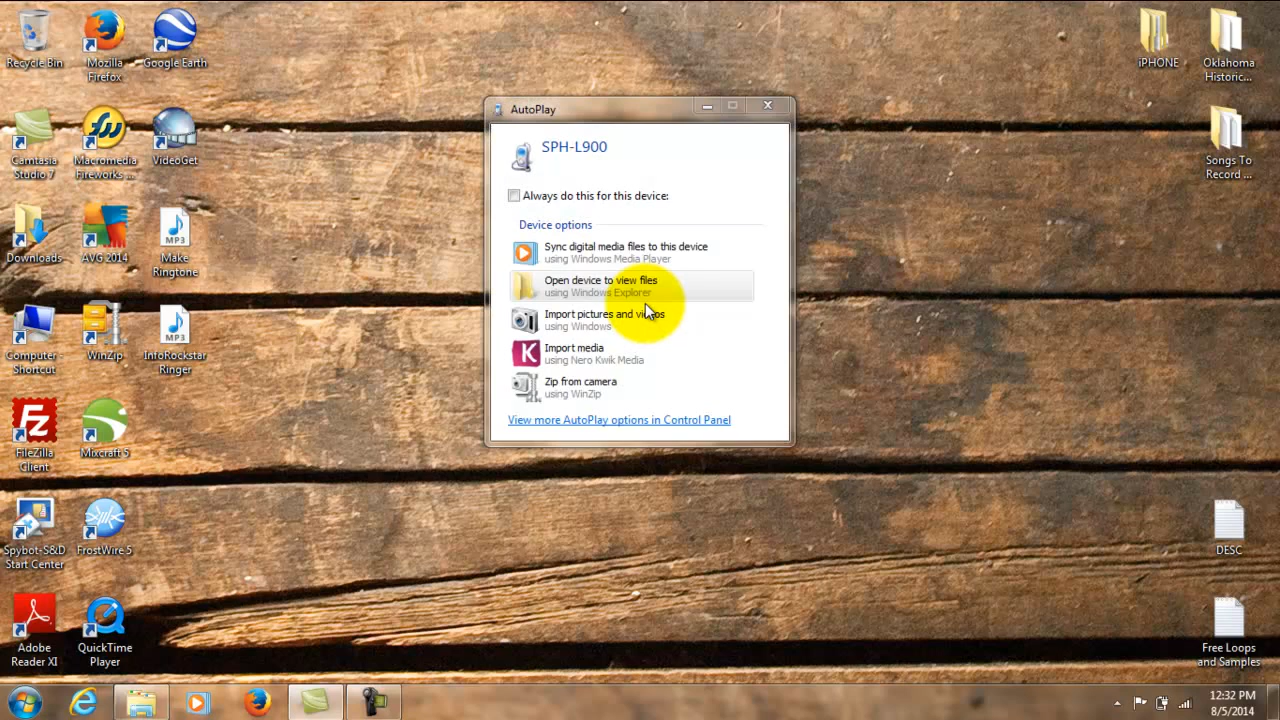 Recycle Bin
Mozilla
Firefox
Google Earth
iPHONE
Oklahoma
Historic...
Camtasia
Studio 7
Macromedia
Fireworks ...
VideoGet
Songs To
Record ...
Downloads
AVG 2014
MP3
Make
Ringtone
Computer -
Shortcut
WinZip
MP3
InfoRockstar
Ringer
FileZilla
Client
Mixcraft 5
Spybot-S&D
Start Center
FrostWire 5
DESC
Adobe
Reader XI
QuickTime
Player
Free Loops
and Samples
AutoPlay
SPH-L900
Always do this for this device:
Device options
Sync digital media files to this device
using Windows Media Player
Open device to view files
using Windows Explorer
Import pictures and videos
using Windows
K
Import media
using Nero Kwik Media
Zip from camera
using WinZip
View more AutoPlay options in Control Panel
12:32 PM
8/5/2014